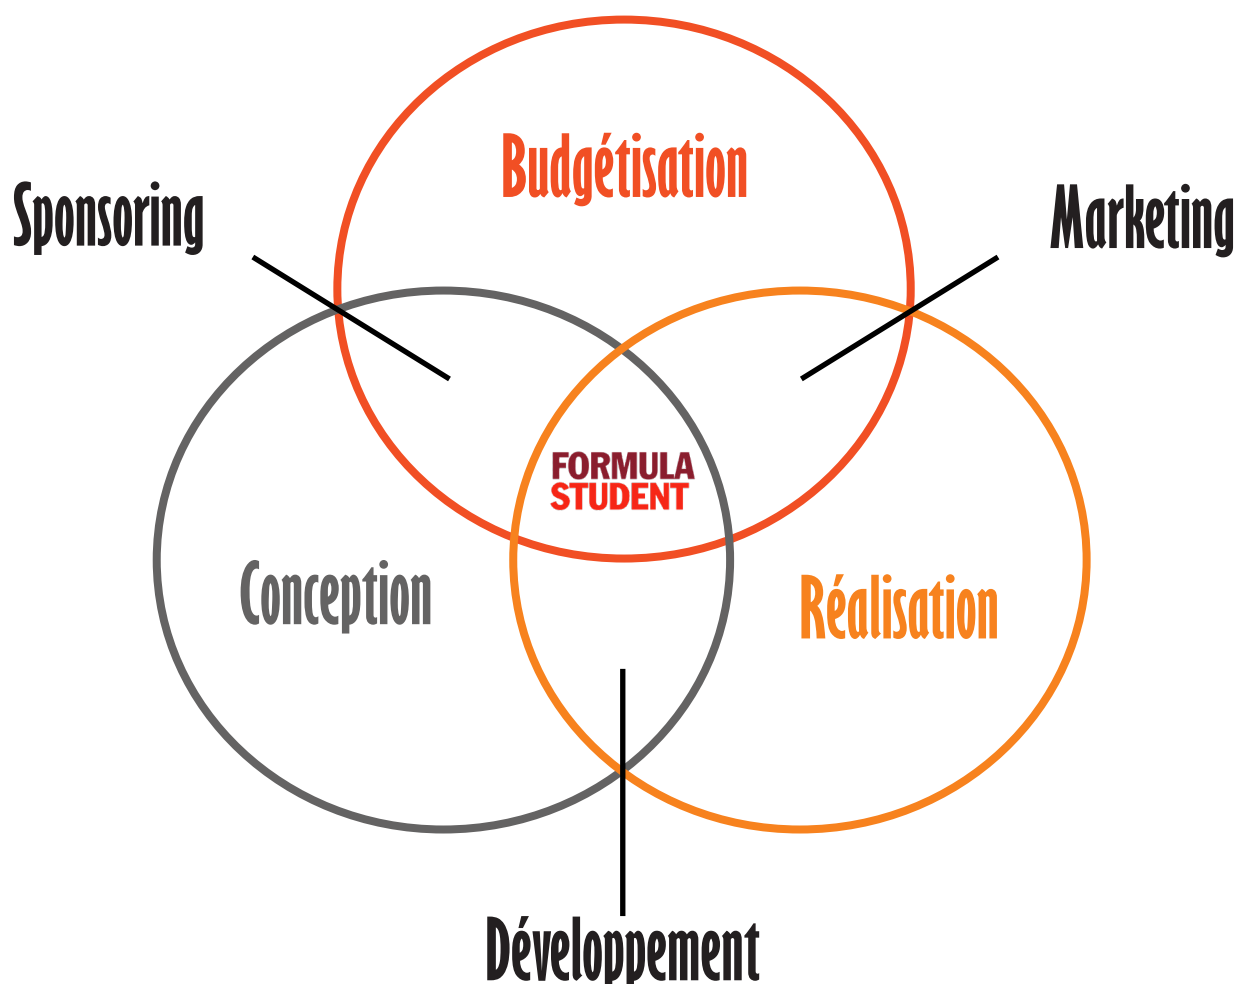 Budgétisation
Sponsoring
Marketing
FORMULA
STUDENT
Conception
Réalisation
Développement